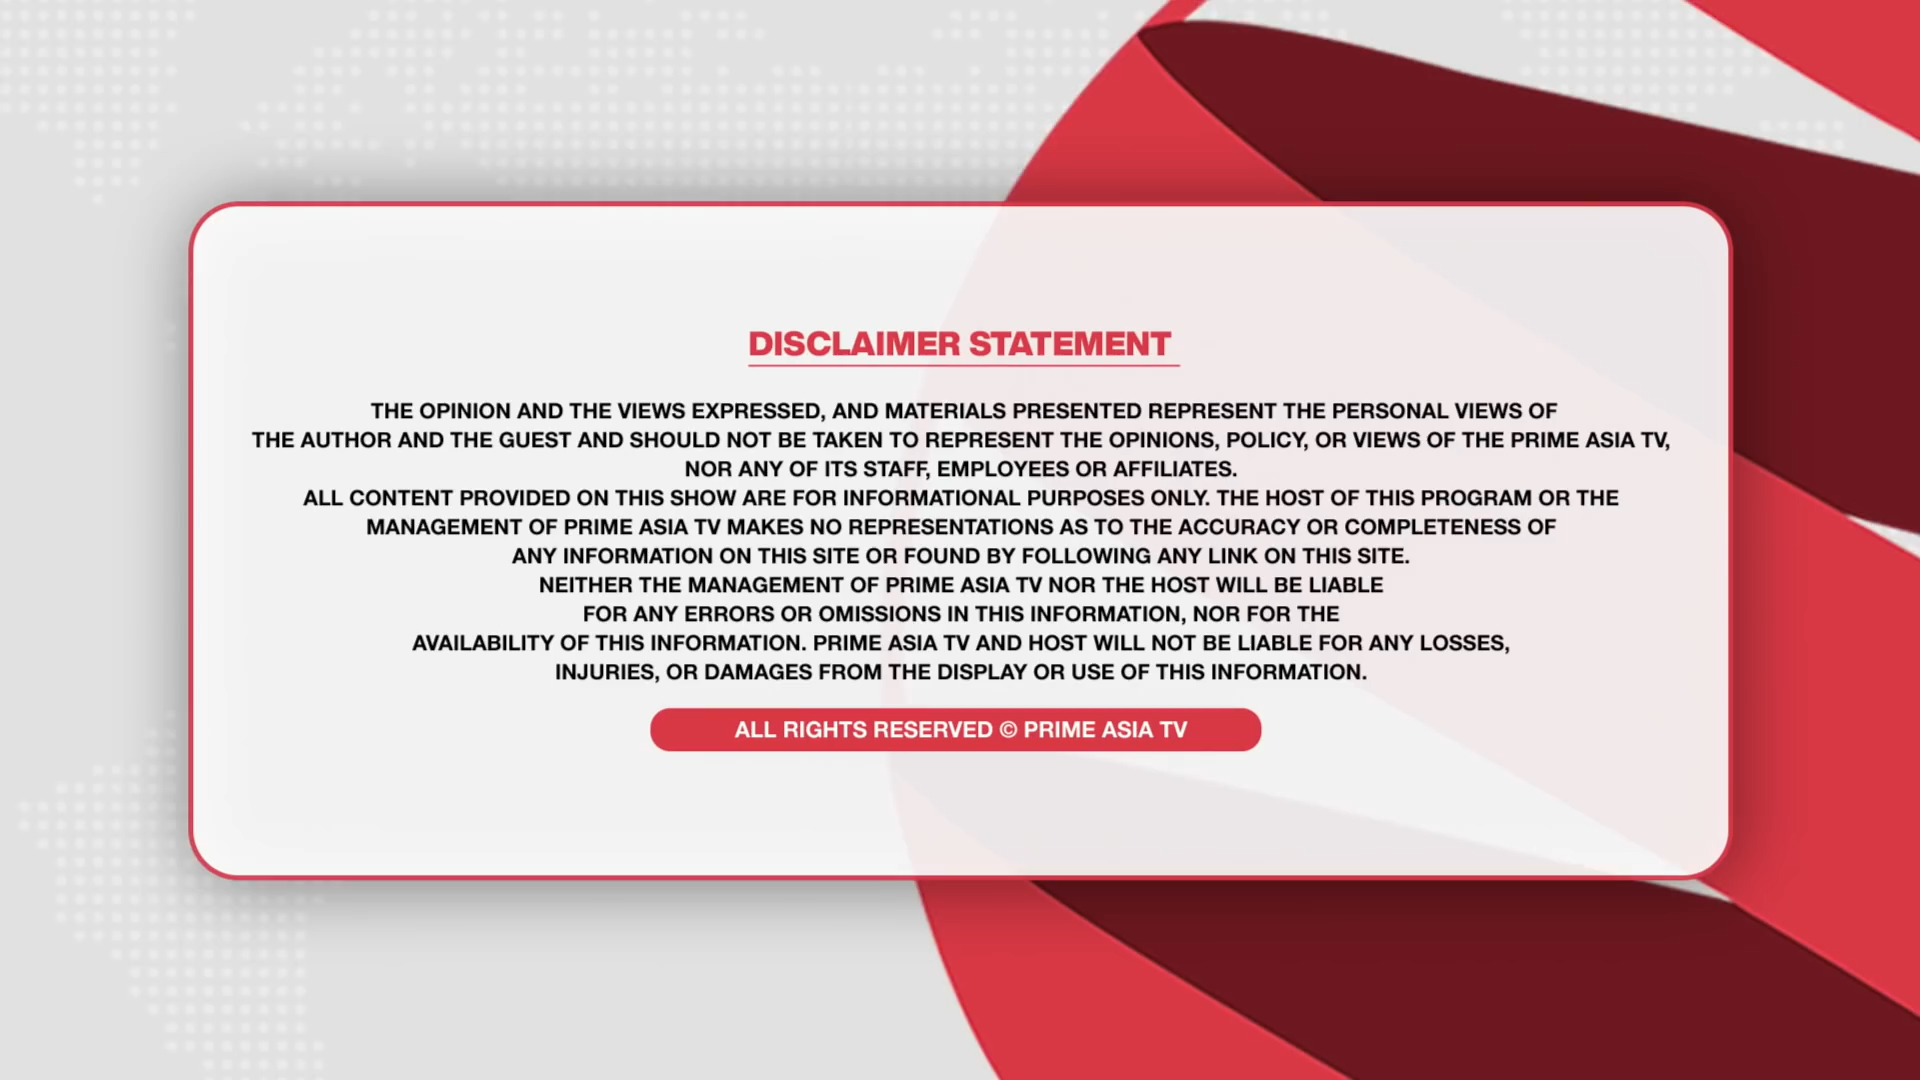 DISCLAIMER STATEMENT
THE OPINION AND THE VIEWS EXPRESSED, AND MATERIALS PRESENTED REPRESENT THE PERSONAL VIEWS OF
THE AUTHOR AND THE GUEST AND SHOULD NOT BE TAKEN TO REPRESENT THE OPINIONS, POLICY, OR VIEWS OF THE PRIME ASIA TV,
NOR ANY OF ITS STAFF, EMPLOYEES OR AFFILIATES.
ALL CONTENT PROVIDED ON THIS SHOW ARE FOR INFORMATIONAL PURPOSES ONLY. THE HOST OF THIS PROGRAM OR THE
MANAGEMENT OF PRIME ASIA TV MAKES NO REPRESENTATIONS AS TO THE ACCURACY OR COMPLETENESS OF
ANY INFORMATION ON THIS SITE OR FOUND BY FOLLOWING ANY LINK ON THIS SITE.
NEITHER THE MANAGEMENT OF PRIME ASIA TV NOR THE HOST WILL BE LIABLE
FOR ANY ERRORS OR OMISSIONS IN THIS INFORMATION, NOR FOR THE
AVAILABILITY OF THIS INFORMATION. PRIME ASIA TV AND HOST WILL NOT BE LIABLE FOR ANY LOSSES,
INJURIES, OR DAMAGES FROM THE DISPLAY OR USE OF THIS INFORMATION.
ALL RIGHTS RESERVED © PRIME ASIA TV